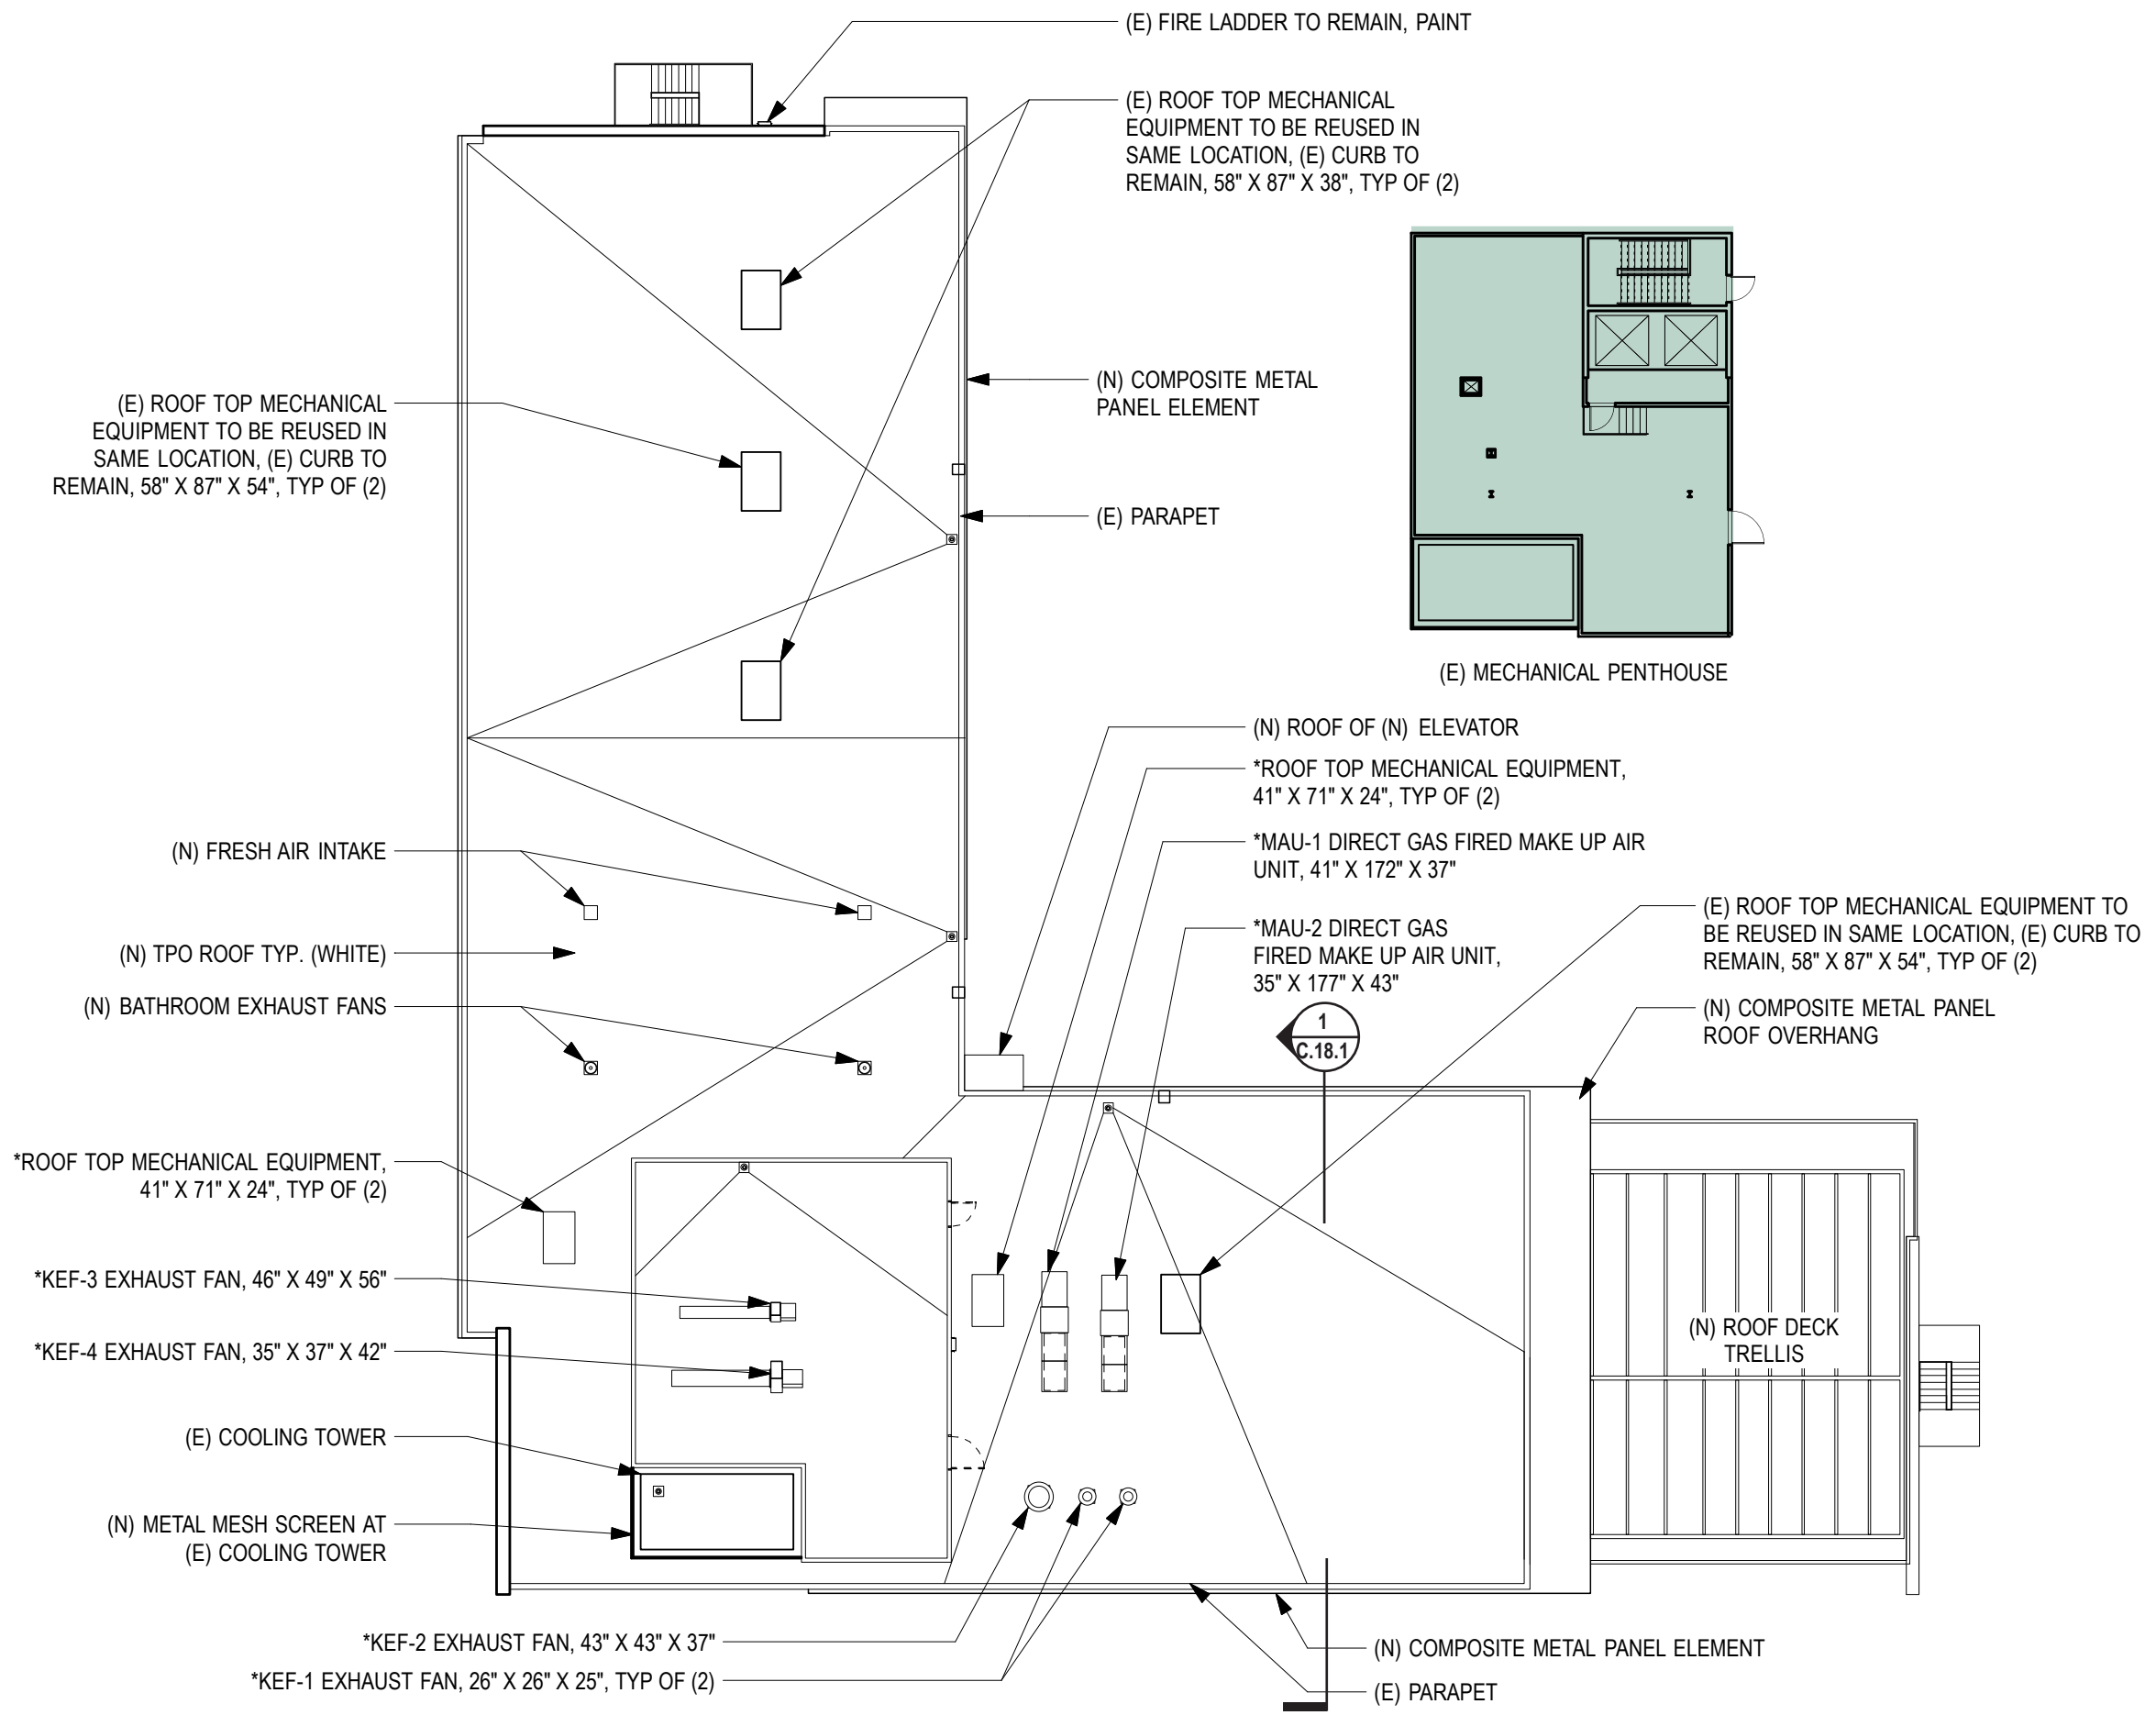 (E) FIRE LADDER TO REMAIN, PAINT
(E) ROOF TOP MECHANICAL
EQUIPMENT TO BE REUSED IN
SAME LOCATION, (E) CURB TO
REMAIN, 58" X 87" X 38", TYP OF (2)
(N) COMPOSITE METAL
PANEL ELEMENT
(E) ROOF TOP MECHANICAL
EQUIPMENT TO BE REUSED IN
SAME LOCATION, (E) CURB TO
REMAIN, 58" X 87" X 54", TYP OF (2)
(E) PARAPET
(E) MECHANICAL PENTHOUSE
(N) ROOF OF (N) ELEVATOR
*ROOF TOP MECHANICAL EQUIPMENT,
41" X 71" X 24", TYP OF (2)
*MAU-1 DIRECT GAS FIRED MAKE UP AIR
UNIT, 41" X 172" X 37"
*MAU-2 DIRECT GAS
FIRED MAKE UP AIR UNIT,
35" X 177" X 43"
(E) ROOF TOP MECHANICAL EQUIPMENT TO
BE REUSED IN SAME LOCATION, (E) CURB TO
REMAIN, 58" X 87" X 54", TYP OF (2)
(N) COMPOSITE METAL PANEL
ROOF OVERHANG
1
C.18.1
(N) FRESH AIR INTAKE
(N) TPO ROOF TYP. (WHITE)
(N) BATHROOM EXHAUST FANS
*ROOF TOP MECHANICAL EQUIPMENT,
41" X 71" X 24", TYP OF (2)
*KEF-3 EXHAUST FAN, 46" X 49" X 56"
*KEF-4 EXHAUST FAN, 35" X 37" X 42"
(E) COOLING TOWER
(N) METAL MESH SCREEN AT
(E) COOLING TOWER
(N) ROOF DECK
TRELLIS
*KEF-2 EXHAUST FAN, 43" X 43" X 37"
*KEF-1 EXHAUST FAN, 26" X 26" X 25", TYP OF (2)
(N) COMPOSITE METAL PANEL ELEMENT
(E) PARAPET